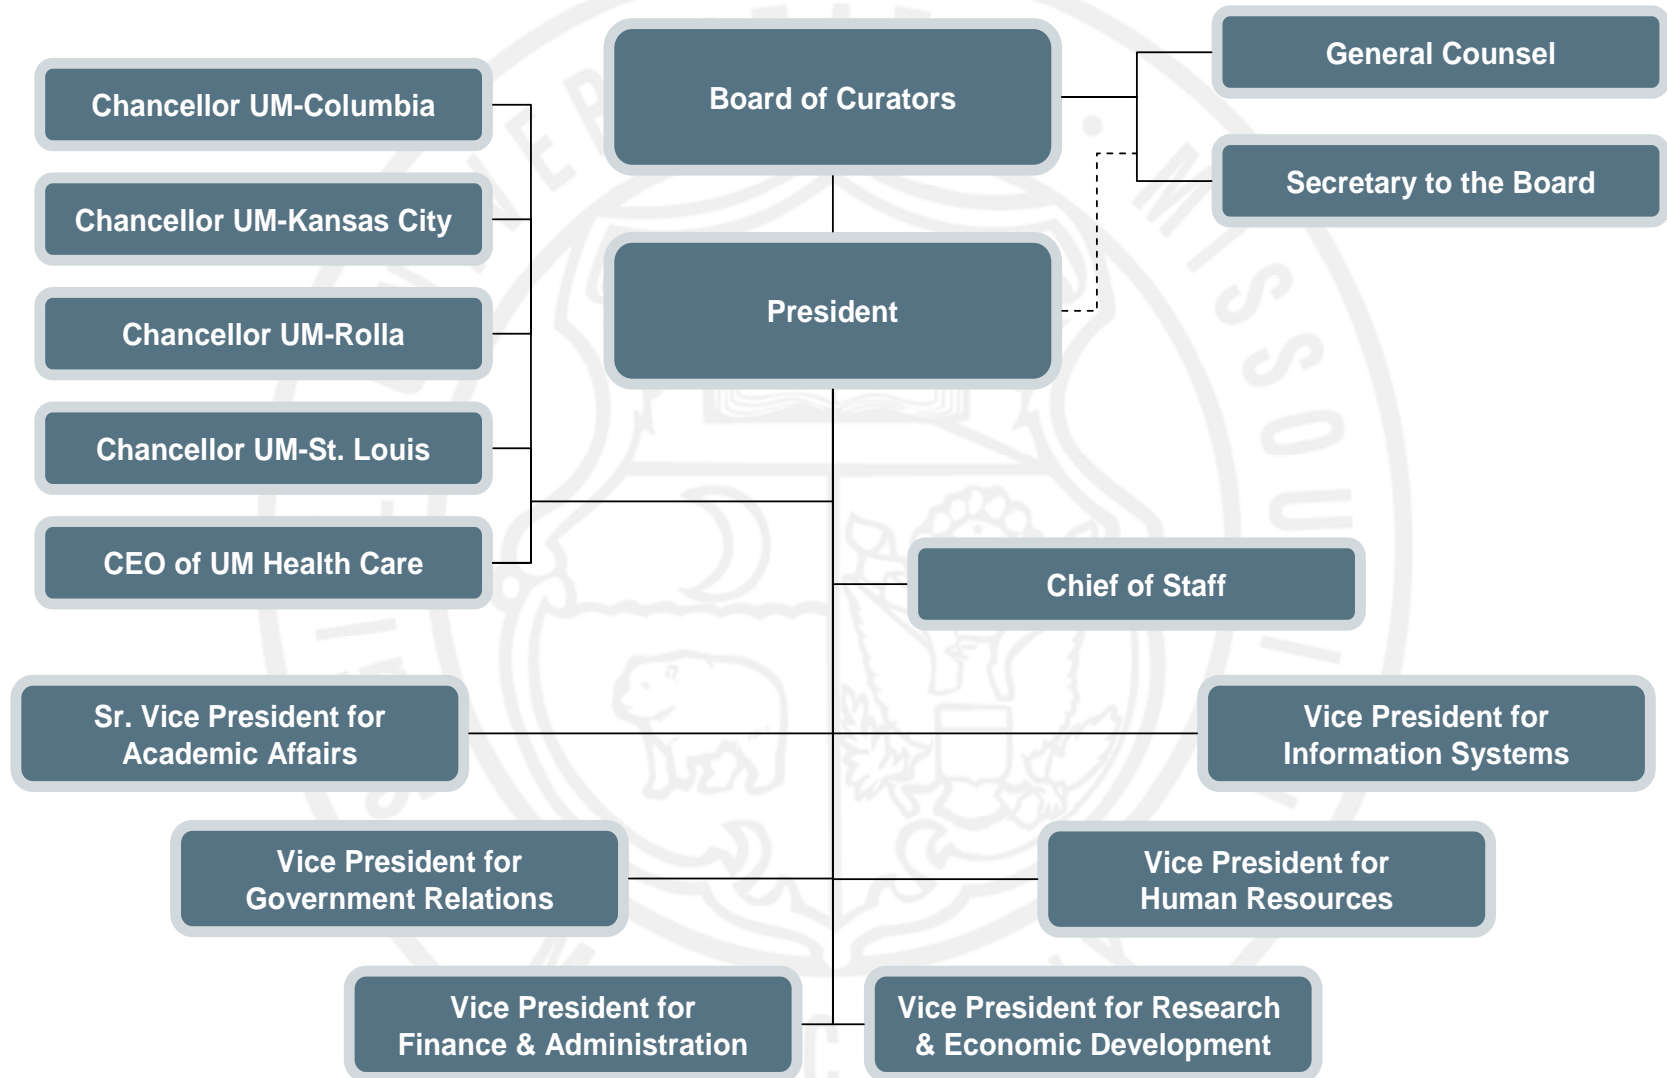 Board of Curators
General Counsel
Secretary to the Board
President
Chancellor UM-Columbia
Chancellor UM-Kansas City
Chancellor UM-Rolla
Chancellor UM-St. Louis
CEO of UM Health Care
Chief of Staff
Sr. Vice President for
Academic Affairs
Vice President for
Information Systems
Vice President for
Government Relations
Vice President for
Human Resources
Vice President for
Finance & Administration
Vice President for Research
& Economic Development